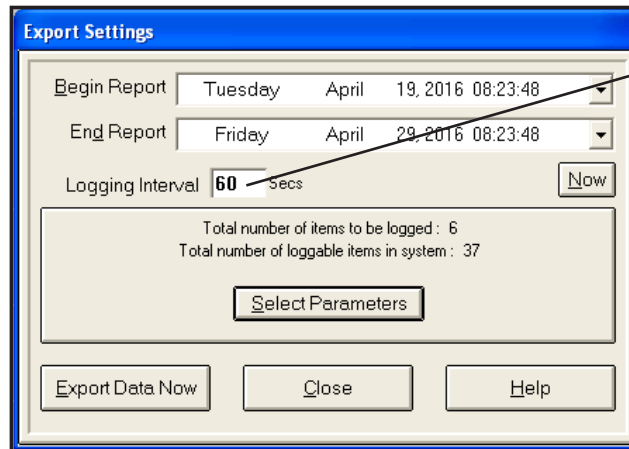 Export Settings
Begin Report Tuesday April 19, 2016 08:23:48
End Report Friday April 29, 2016 08:23:48
Logging Interval 60 Secs
Now
Total number of items to be logged : 6
Total number of loggable items in system : 37
Select Parameters
Export Data Now Close Help